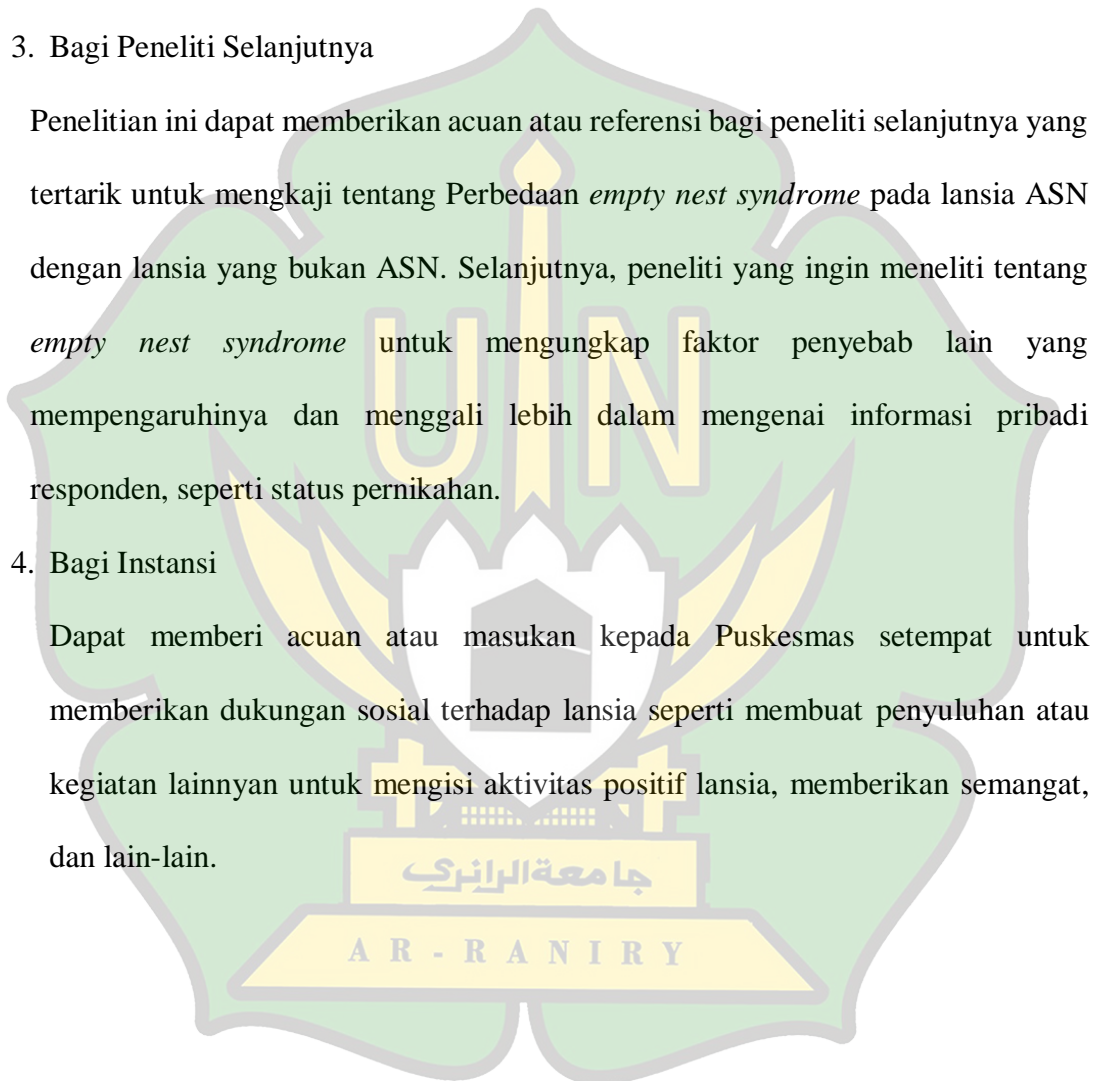 3. Bagi Peneliti Selanjutnya
Penelitian ini dapat memberikan acuan atau referensi bagi peneliti selanjutnya yang
tertarik untuk mengkaji tentang Perbedaan empty nest syndrome pada lansia ASN
dengan lansia yang bukan ASN. Selanjutnya, peneliti yang ingin meneliti tentang
empty nest syndrome untuk mengungkap faktor penyebab lain yang
mempengaruhinya dan menggali lebih dalam mengenai informasi pribadi
responden, seperti status pernikahan.
4. Bagi Instansi
Dapat memberi acuan atau masukan kepada Puskesmas setempat untuk
memberikan dukungan sosial terhadap lansia seperti membuat penyuluhan atau
kegiatan lainnyan untuk mengisi aktivitas positif lansia, memberikan semangat,
dan lain-lain.
UIN
جامعة الرانري
AR-RANIRY